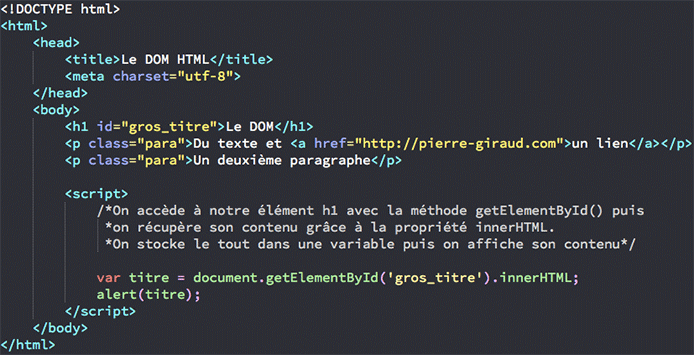 <!DOCTYPE html>
<html>
    <head>
        <title>Le DOM HTML</title>
        <meta charset="utf-8">
    </head>
    <body>
        <h1 id="gros_titre">Le DOM</h1>
        <p class="para">Du texte et <a href="http://pierre-giraud.com">un lien</a></p>
        <p class="para">Un deuxième paragraphe</p>

        <script>
            /*On accède à notre élément h1 avec la méthode getElementById() puis
             *on récupère son contenu grâce à la propriété innerHTML.
             *On stocke le tout dans une variable puis on affiche son contenu*/

            var titre = document.getElementById('gros_titre').innerHTML;
            alert(titre);
        </script>
    </body>
</html>